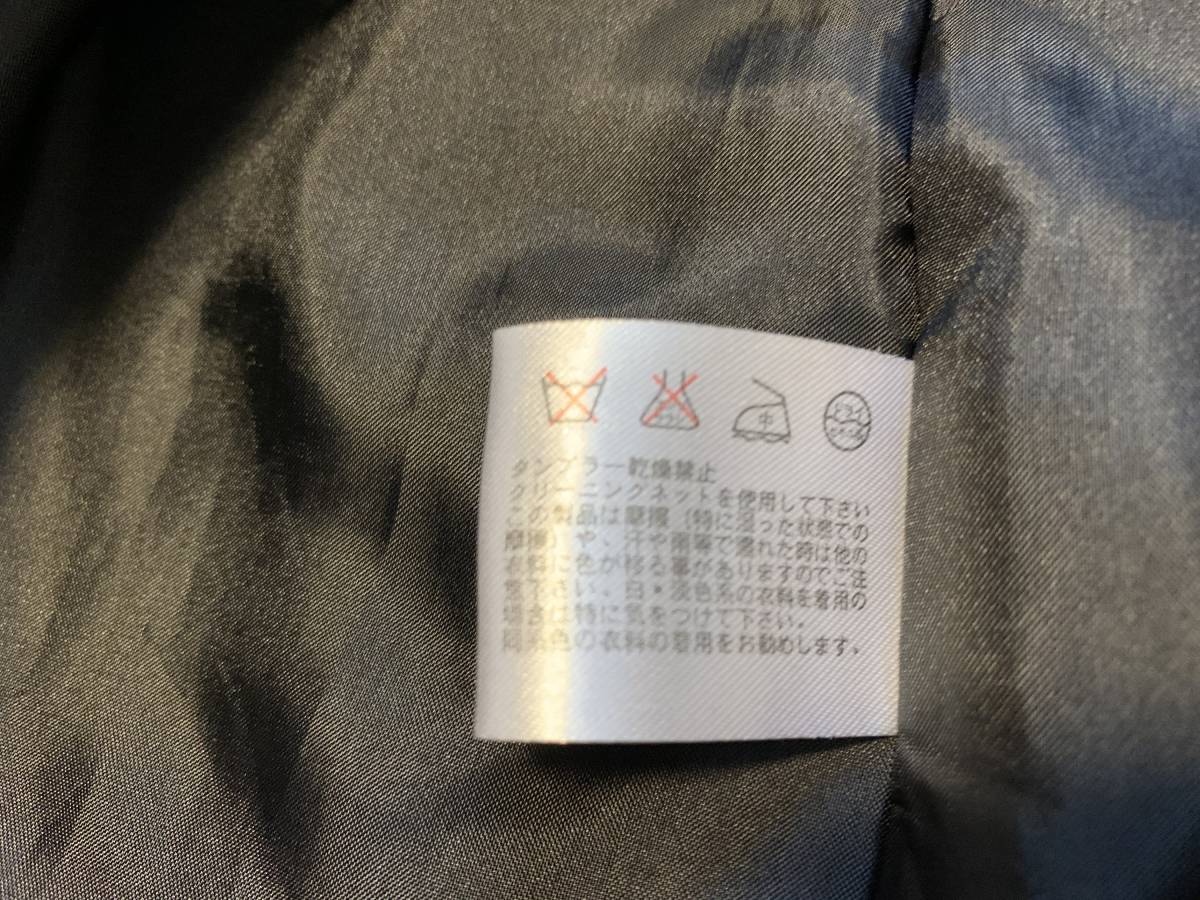 中
ドライ
タンブラー乾燥禁止
クリーニングネットを使用して下さい
この製品は摩擦（特に湿った状態での
摩擦）や、汗や雨等で濡れた時は他の
衣料に色が移る事がありますのでご注
意下さい。白・淡色系の衣料を着用の
場合は特に気をつけて下さい。
同系色の衣料の着用をお勧めします。